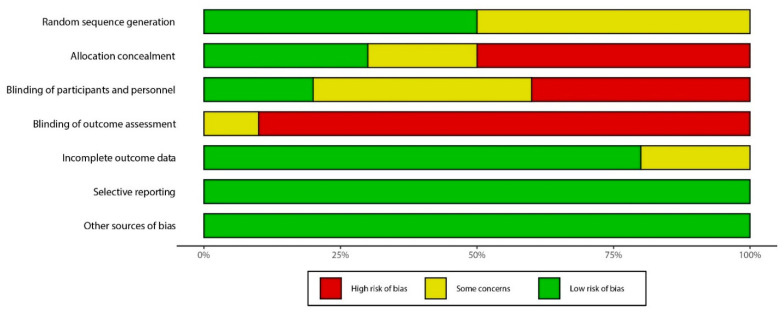 Random sequence generation
Allocation concealment
Blinding of participants and personnel
Blinding of outcome assessment
Incomplete outcome data
Selective reporting
Other sources of bias
0% 25% 50% 75% 100%
High risk of bias Some concerns Low risk of bias